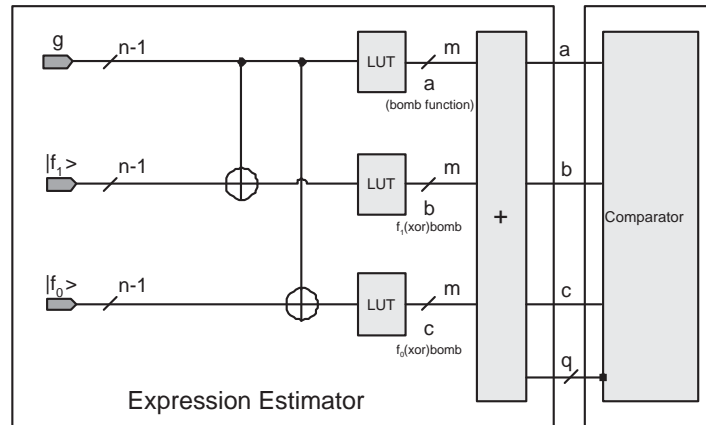 g
n-1
LUT
m
a
a
(bomb function)
|f1>
n-1
LUT
m
b
b
f1(xor)bomb
+
Comparator
|f0>
n-1
LUT
m
c
c
f0(xor)bomb
q
Expression Estimator